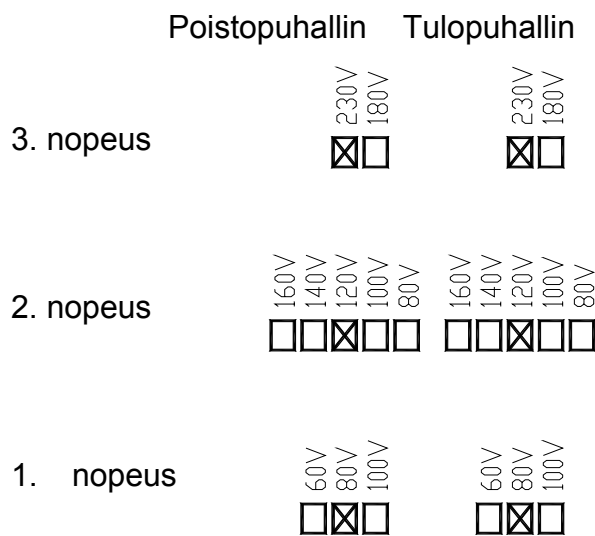 Poistopuhallin Tulopuhallin
230V 180V 230V 180V
3. nopeus
160V 140V 120V 100V 80V 160V 140V 120V 100V 80V
2. nopeus
60V 80V 100V 60V 80V 100V
1. nopeus